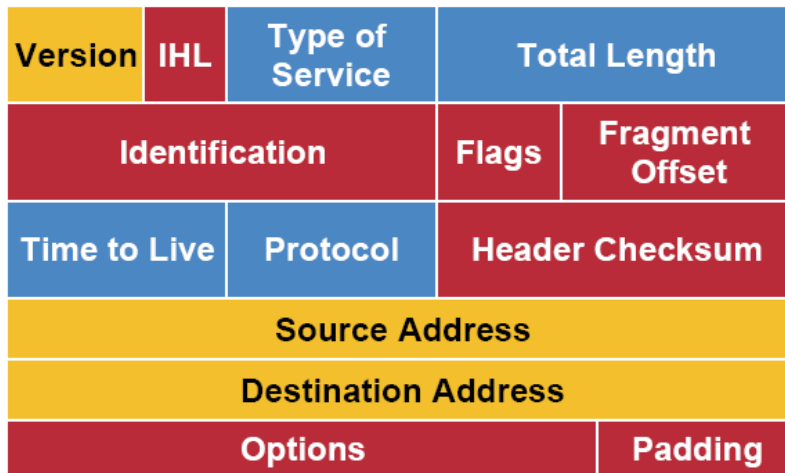 Version
IHL
Type of
Service
Total Length
Identification
Flags
Fragment
Offset
Time to Live
Protocol
Header Checksum
Source Address
Destination Address
Options
Padding